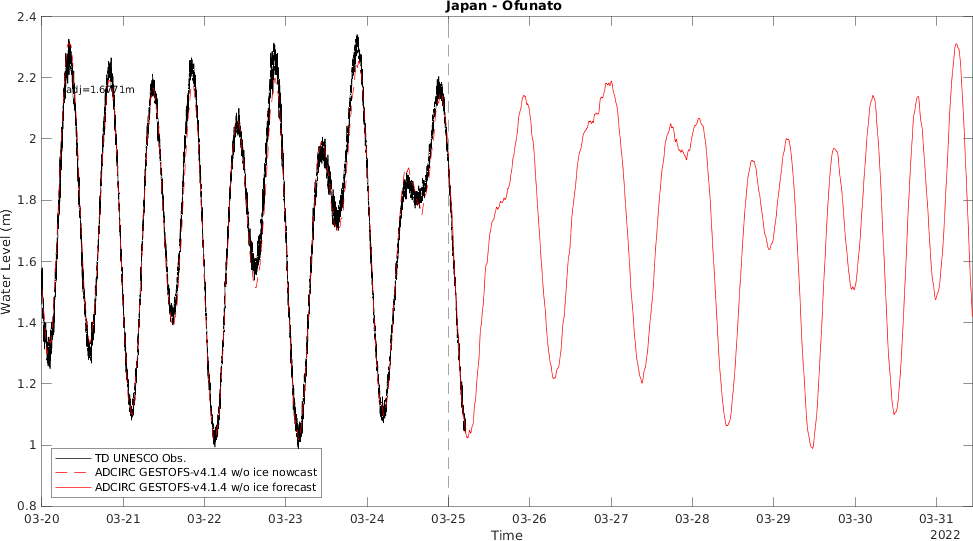 Japan - Ofunato
2.4
2.2
2
1.8
1.6
1.4
1.2
1
0.8
Water Level (m)
adj=1.6771m
TD UNESCO Obs.
ADCIRC GESTOFS-v4.1.4 w/o ice nowcast
ADCIRC GESTOFS-v4.1.4 w/o ice forecast
03-20 03-21 03-22 03-23 03-24 03-25 03-26 03-27 03-28 03-29 03-30 03-31
Time
2022